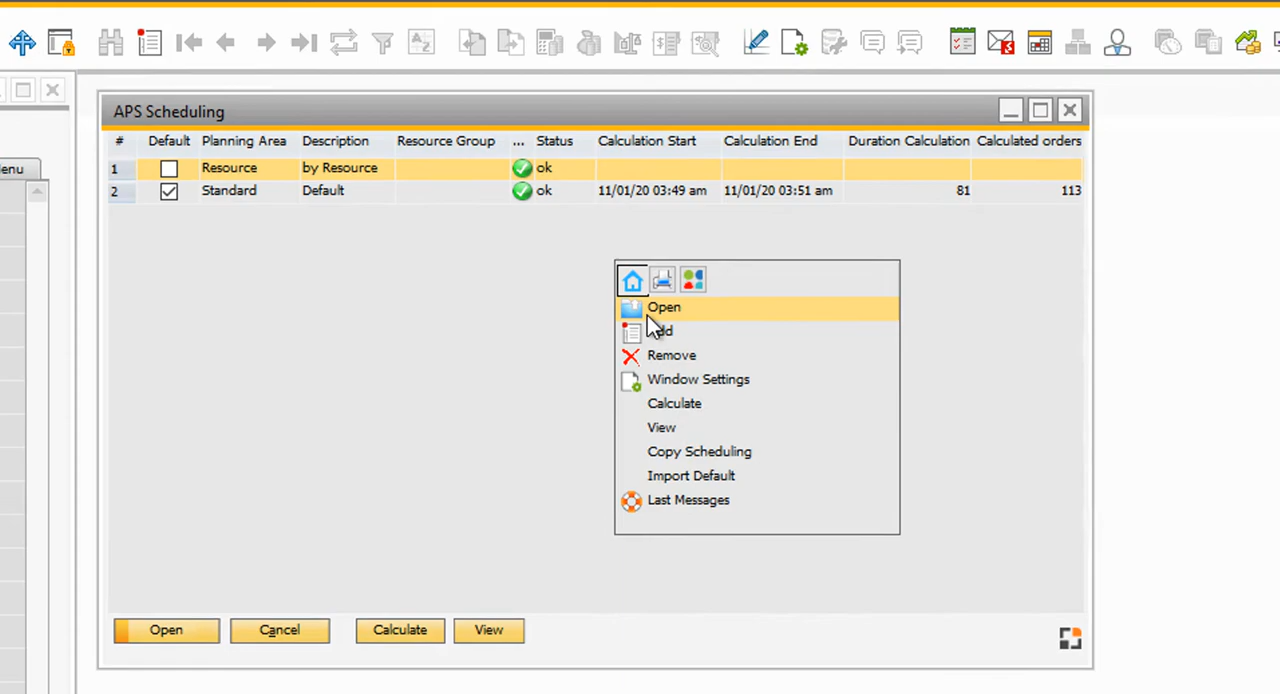 APS Scheduling
# Default Planning Area Description Resource Group ... Status Calculation Start Calculation End Duration Calculation Calculated orders
1 Resource by Resource ok
2 Standard Default ok 11/01/20 03:49 am 11/01/20 03:51 am 81 113
enu
Open
Remove
Window Settings
Calculate
View
Copy Scheduling
Import Default
Last Messages
Open Cancel Calculate View